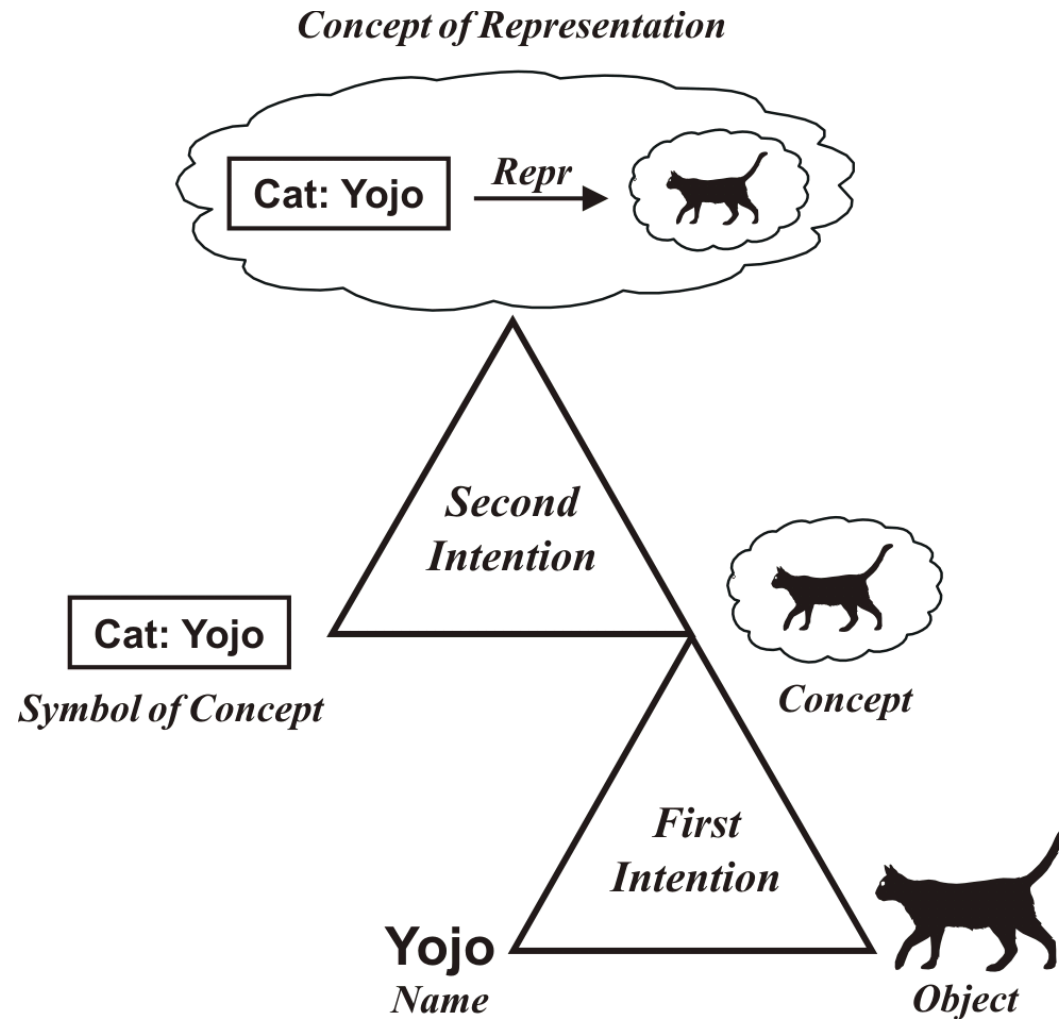 Concept of Representation
Cat: Yojo
Repr
Second
Intention
Cat: Yojo
Symbol of Concept
Concept
First
Intention
Yojo
Name
Object